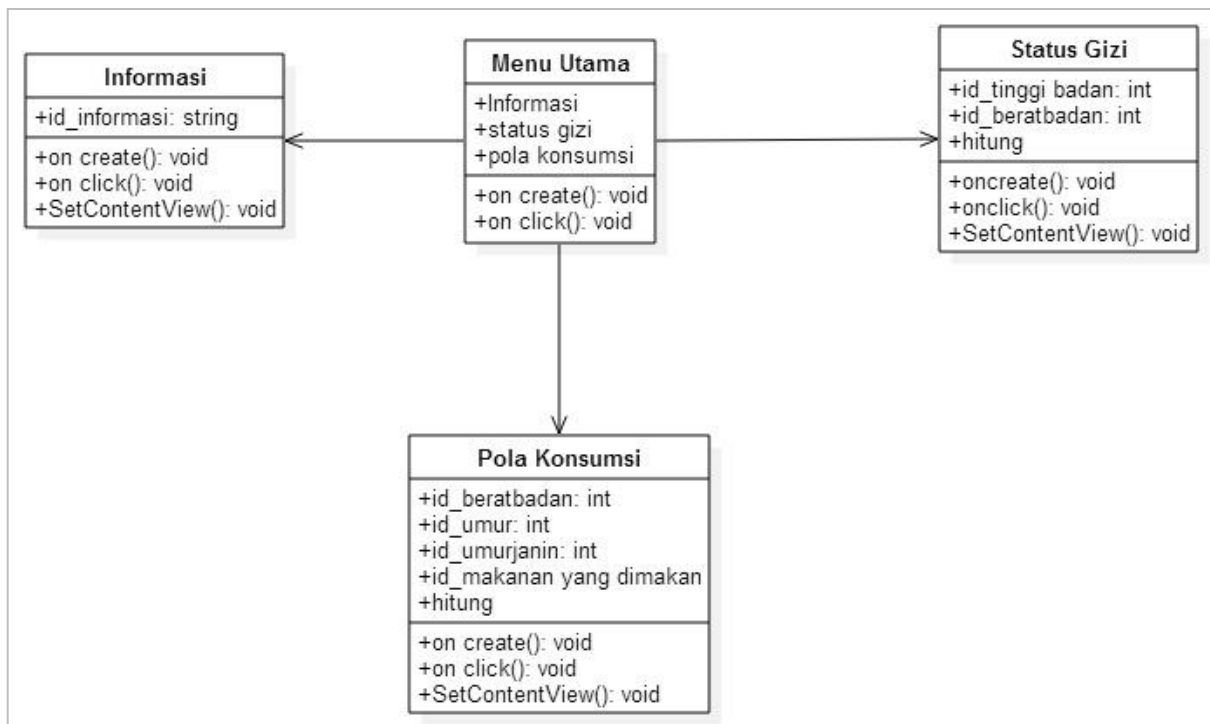 Informasi
+id_informasi: string
+on create(): void
+on click(): void
+SetContentView(): void
Menu Utama
+Informasi
+status gizi
+pola konsumsi
+on create(): void
+on click(): void
Status Gizi
+id_tinggi badan: int
+id_beratbadan: int
+hitung
+oncreate(): void
+onclick(): void
+SetContentView(): void
Pola Konsumsi
+id_beratbadan: int
+id_umur: int
+id_umurjanin: int
+id_makanan yang dimakan
+hitung
+on create(): void
+on click(): void
+SetContentView(): void